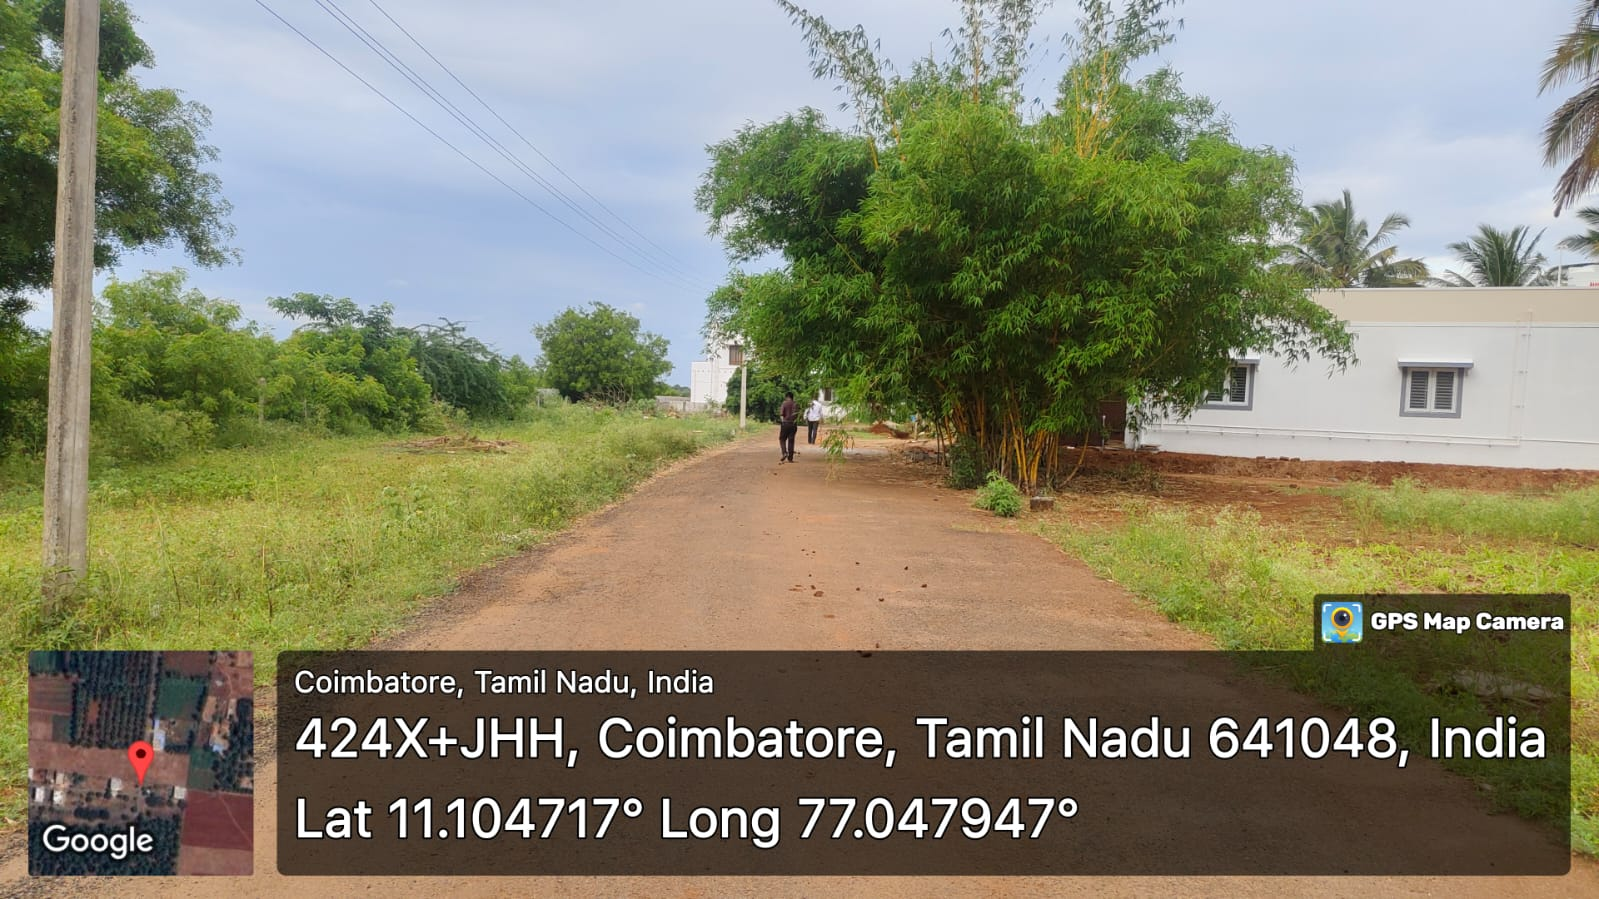 GPS Map Camera
Coimbatore, Tamil Nadu, India
424X+JHH, Coimbatore, Tamil Nadu 641048, India
Lat 11.104717° Long 77.047947°
Google